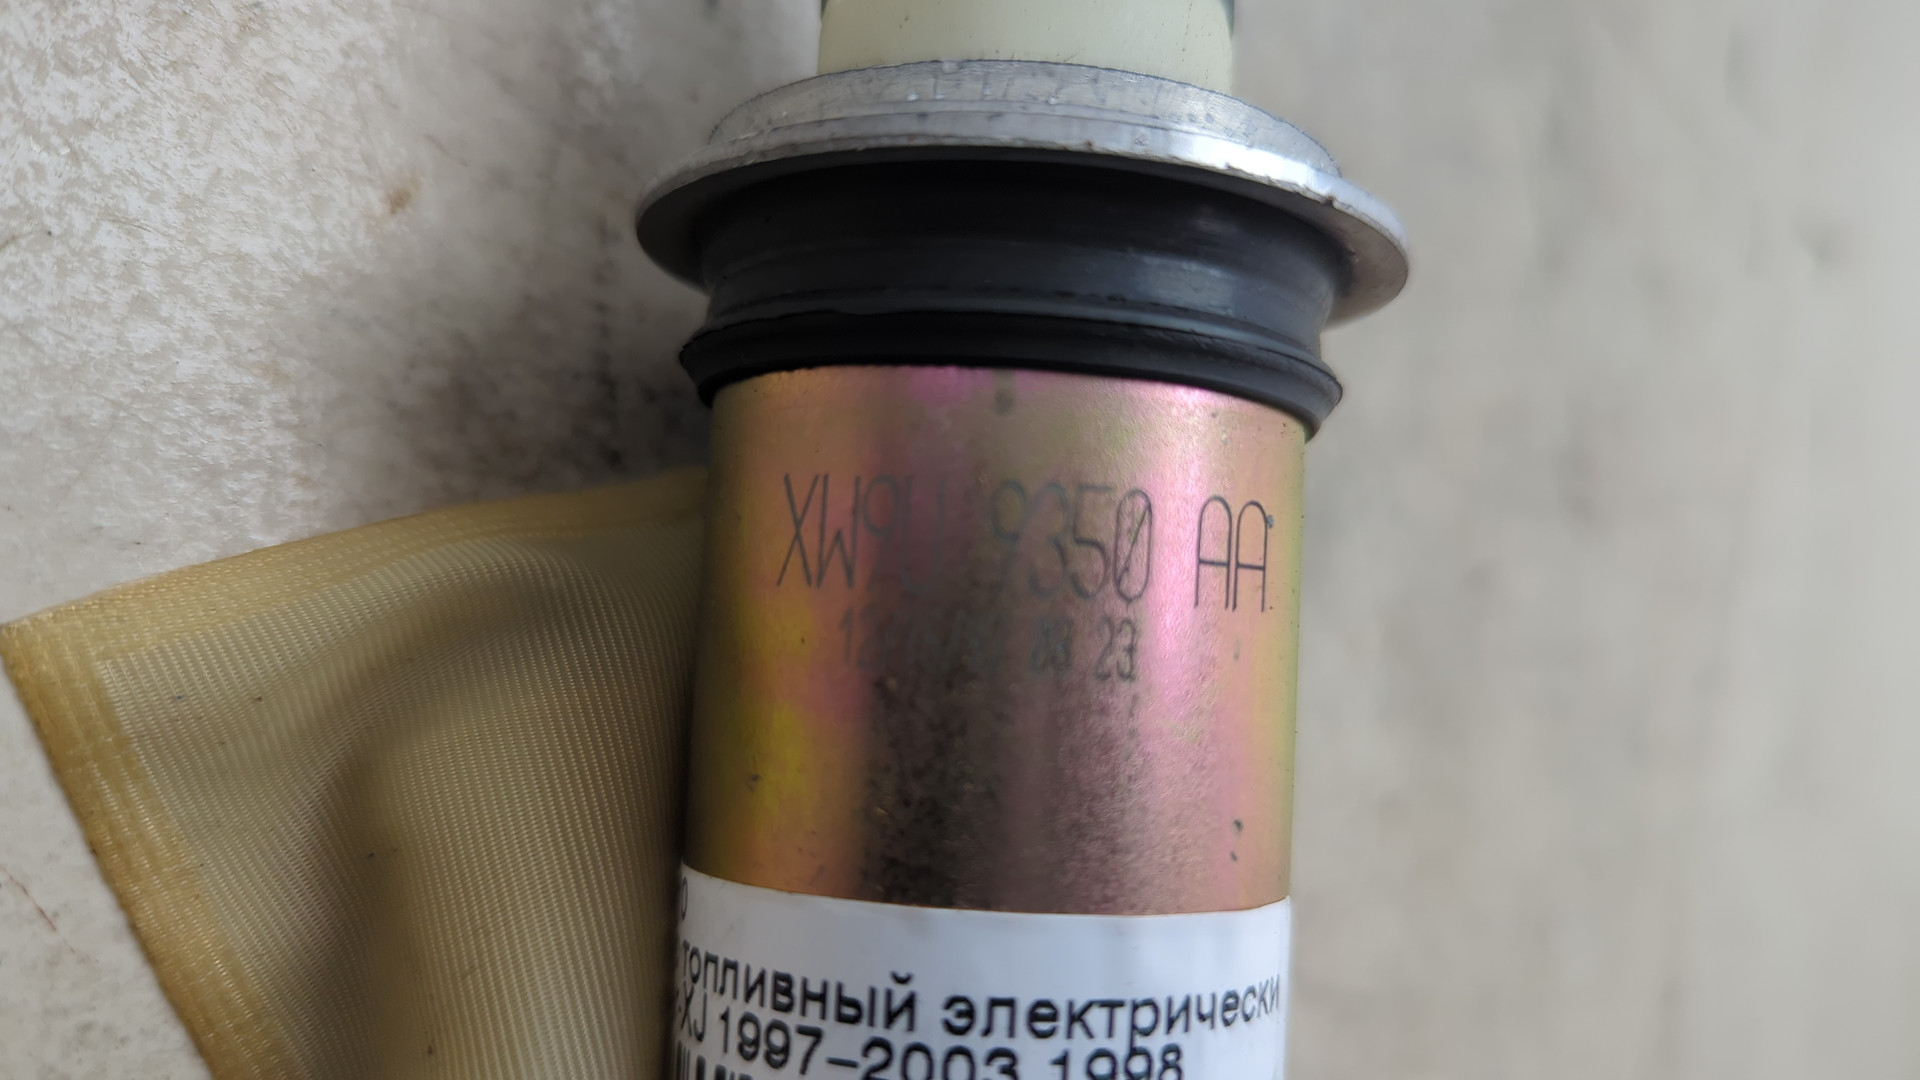 XW9U 9350 AA
23
топливный электрически
XJ 1997-2003 1998